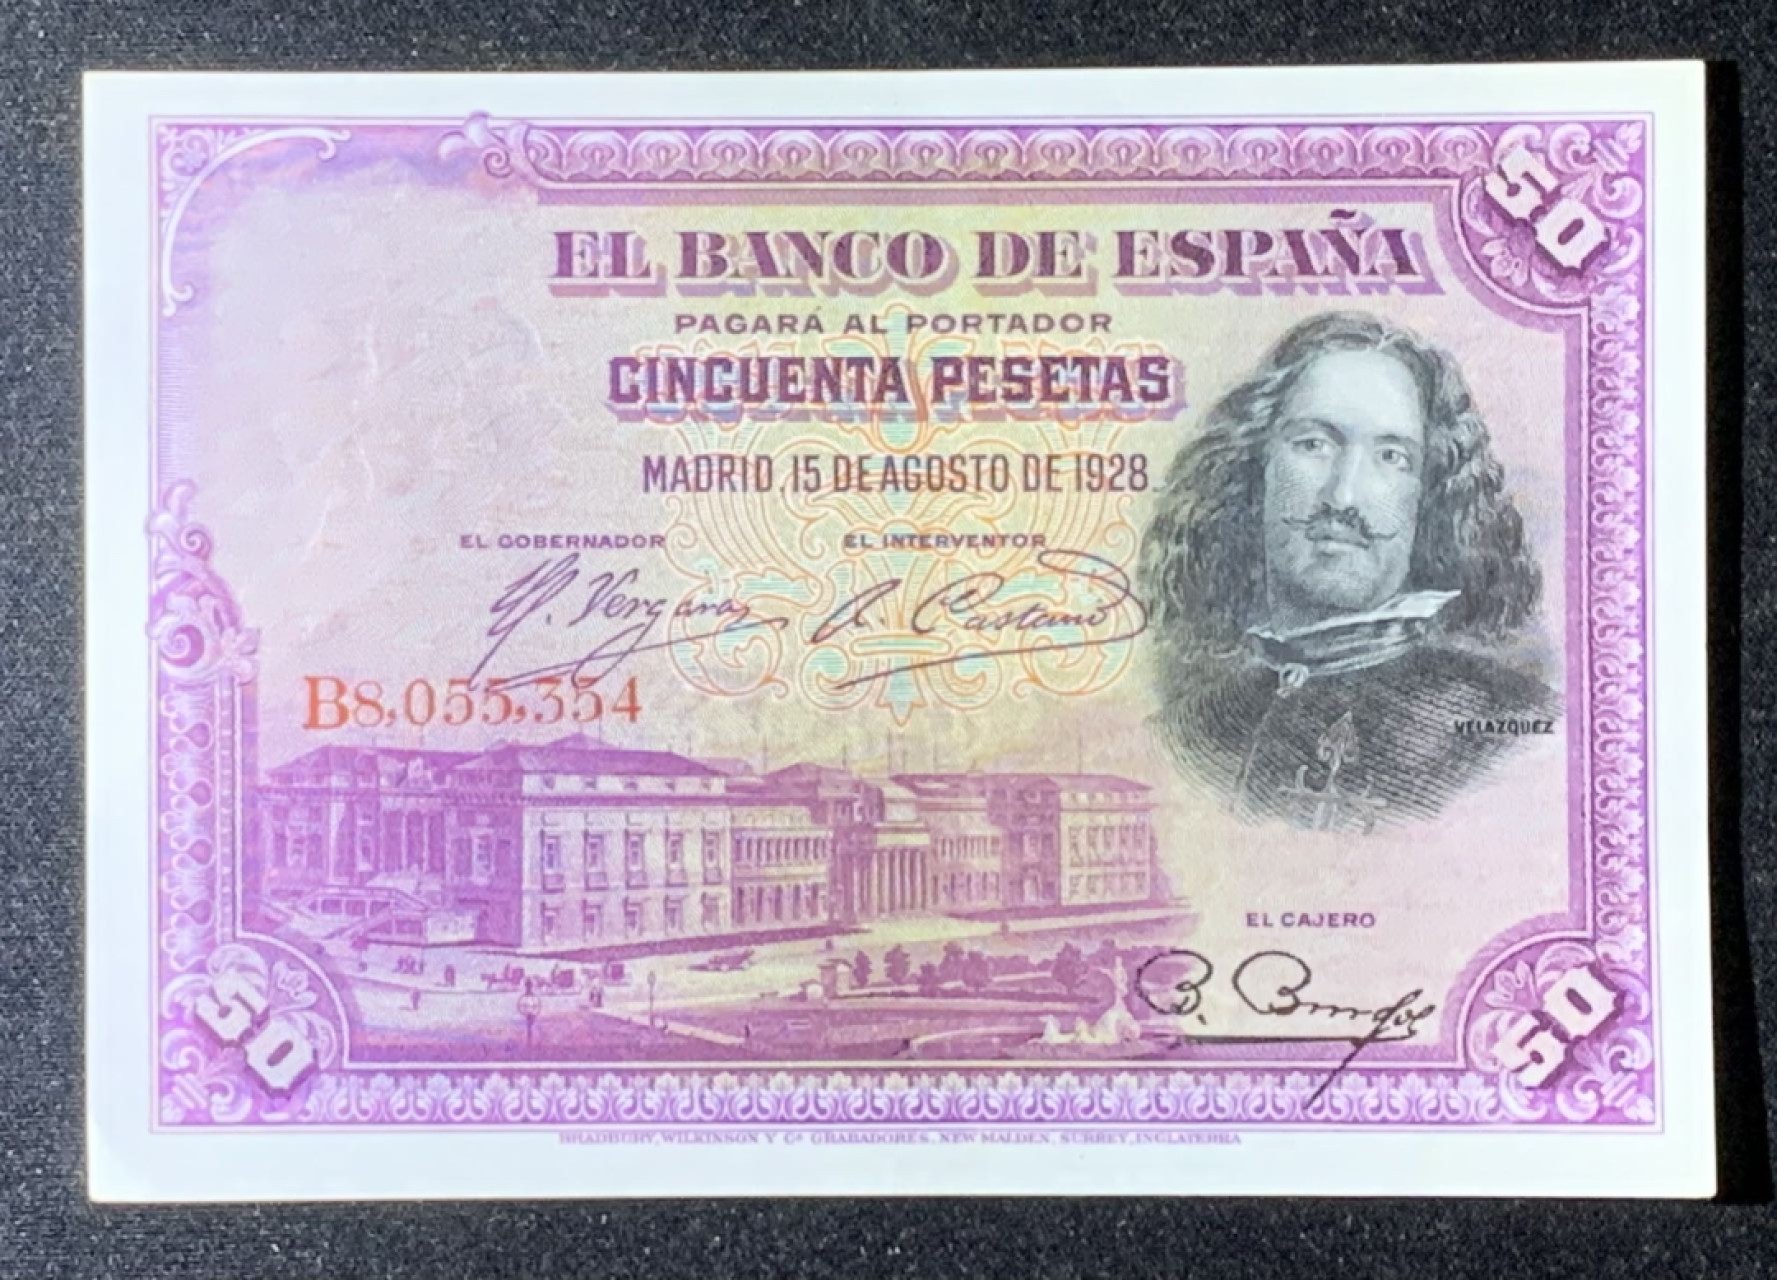 50
EL BANCO DE ESPAÑA
PAGARÁ AL PORTADOR
CINCUENTA PESETAS
MADRID, 15 DE AGOSTO DE 1928
EL GOBERNADOR EL INTERVENTOR
B8,055,354
VELAZQUEZ
EL CAJERO
50 50
BRADBURY, WILKINSON Y Cª GRABADORES, NEW MALDEN, SURREY, INGLATERRA